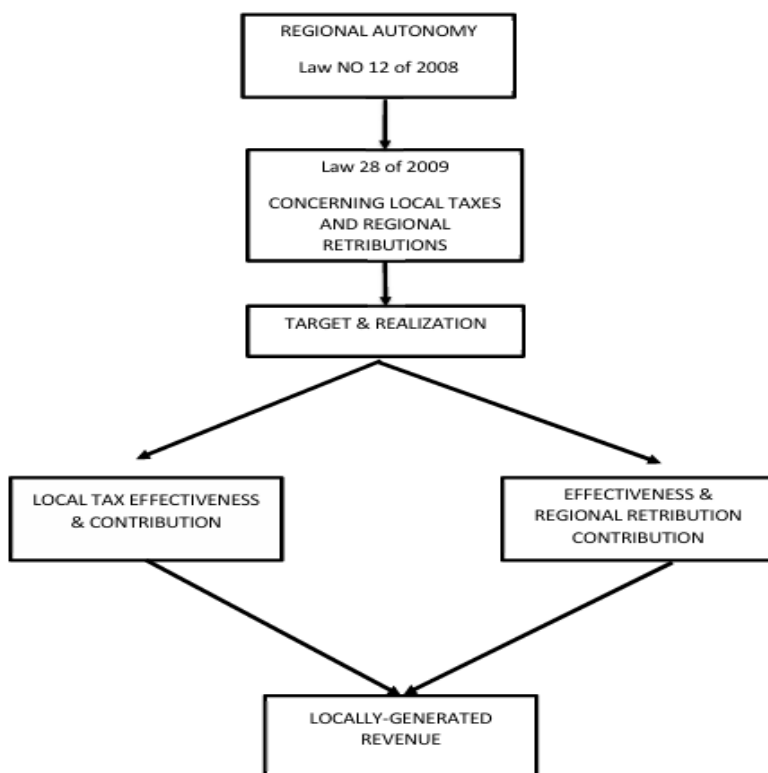 REGIONAL AUTONOMY
Law NO 12 of 2008
Law 28 of 2009
CONCERNING LOCAL TAXES
AND REGIONAL
RETRIBUTIONS
TARGET & REALIZATION
LOCAL TAX EFFECTIVENESS
& CONTRIBUTION
EFFECTIVENESS &
REGIONAL RETRIBUTION
CONTRIBUTION
LOCALLY-GENERATED
REVENUE